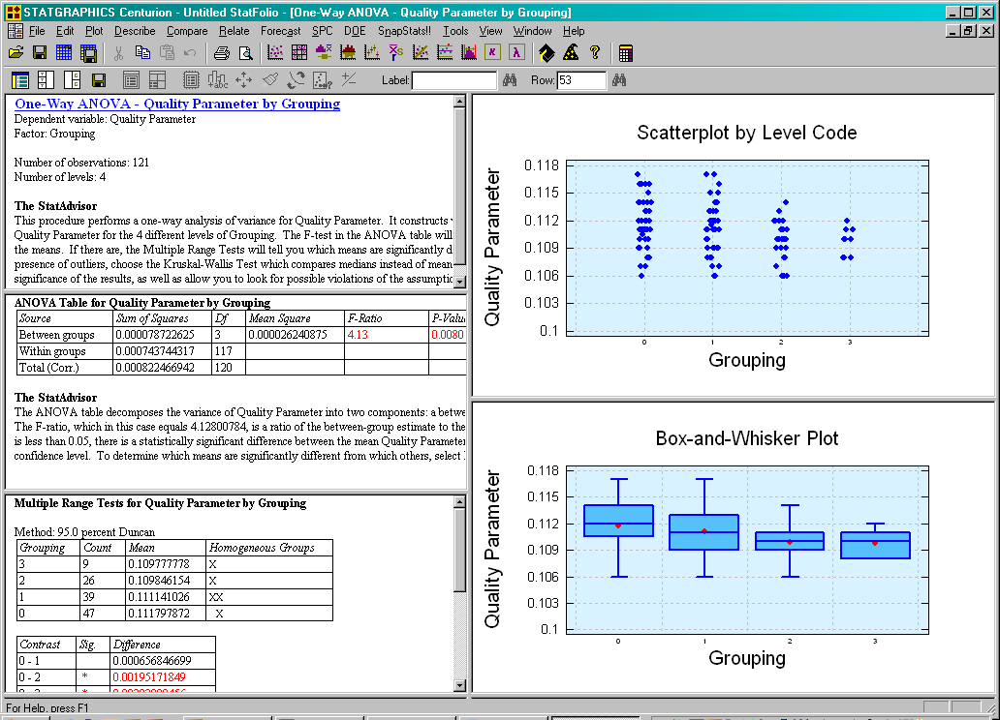 STATGRAPHICS Centurion - Untitled StatFolio - [One-Way ANOVA - Quality Parameter by Grouping]
File Edit Plot Describe Compare Relate Forecast SPC DOE SnapStats!! Tools View Window Help
Label: Row: 53
One-Way ANOVA - Quality Parameter by Grouping
Dependent variable: Quality Parameter
Factor: Grouping
Number of observations: 121
Number of levels: 4
The StatAdvisor
This procedure performs a one-way analysis of variance for Quality Parameter. It constructs
Quality Parameter for the 4 different levels of Grouping. The F-test in the ANOVA table will
the means. If there are, the Multiple Range Tests will tell you which means are significantly d
presence of outliers, choose the Kruskal-Wallis Test which compares medians instead of mean
significance of the results, as well as allow you to look for possible violations of the assumptio
ANOVA Table for Quality Parameter by Grouping
Source Sum of Squares Df Mean Square F-Ratio P-Valu
Between groups 0.000078722625 3 0.000026240875 4.13 0.0080
Within groups 0.000743744317 117
Total (Corr.) 0.000822466942 120
The StatAdvisor
The ANOVA table decomposes the variance of Quality Parameter into two components: a betwe
The F-ratio, which in this case equals 4.12800784, is a ratio of the between-group estimate to the
is less than 0.05, there is a statistically significant difference between the mean Quality Paramete
confidence level. To determine which means are significantly different from which others, select
Multiple Range Tests for Quality Parameter by Grouping
Method: 95.0 percent Duncan
Grouping Count Mean Homogeneous Groups
3 9 0.109777778 X
2 26 0.109846154 X
1 39 0.111141026 XX
0 47 0.111797872 X
Contrast Sig. Difference
0 - 1 0.000656846699
0 - 2 * 0.00195171849
Scatterplot by Level Code
Quality Parameter
0.118
0.115
0.112
0.109
0.106
0.103
0.1
0 1 2 3
Grouping
Box-and-Whisker Plot
Quality Parameter
0.118
0.115
0.112
0.109
0.106
0.103
0.1
0 1 2 3
Grouping
For Help, press F1